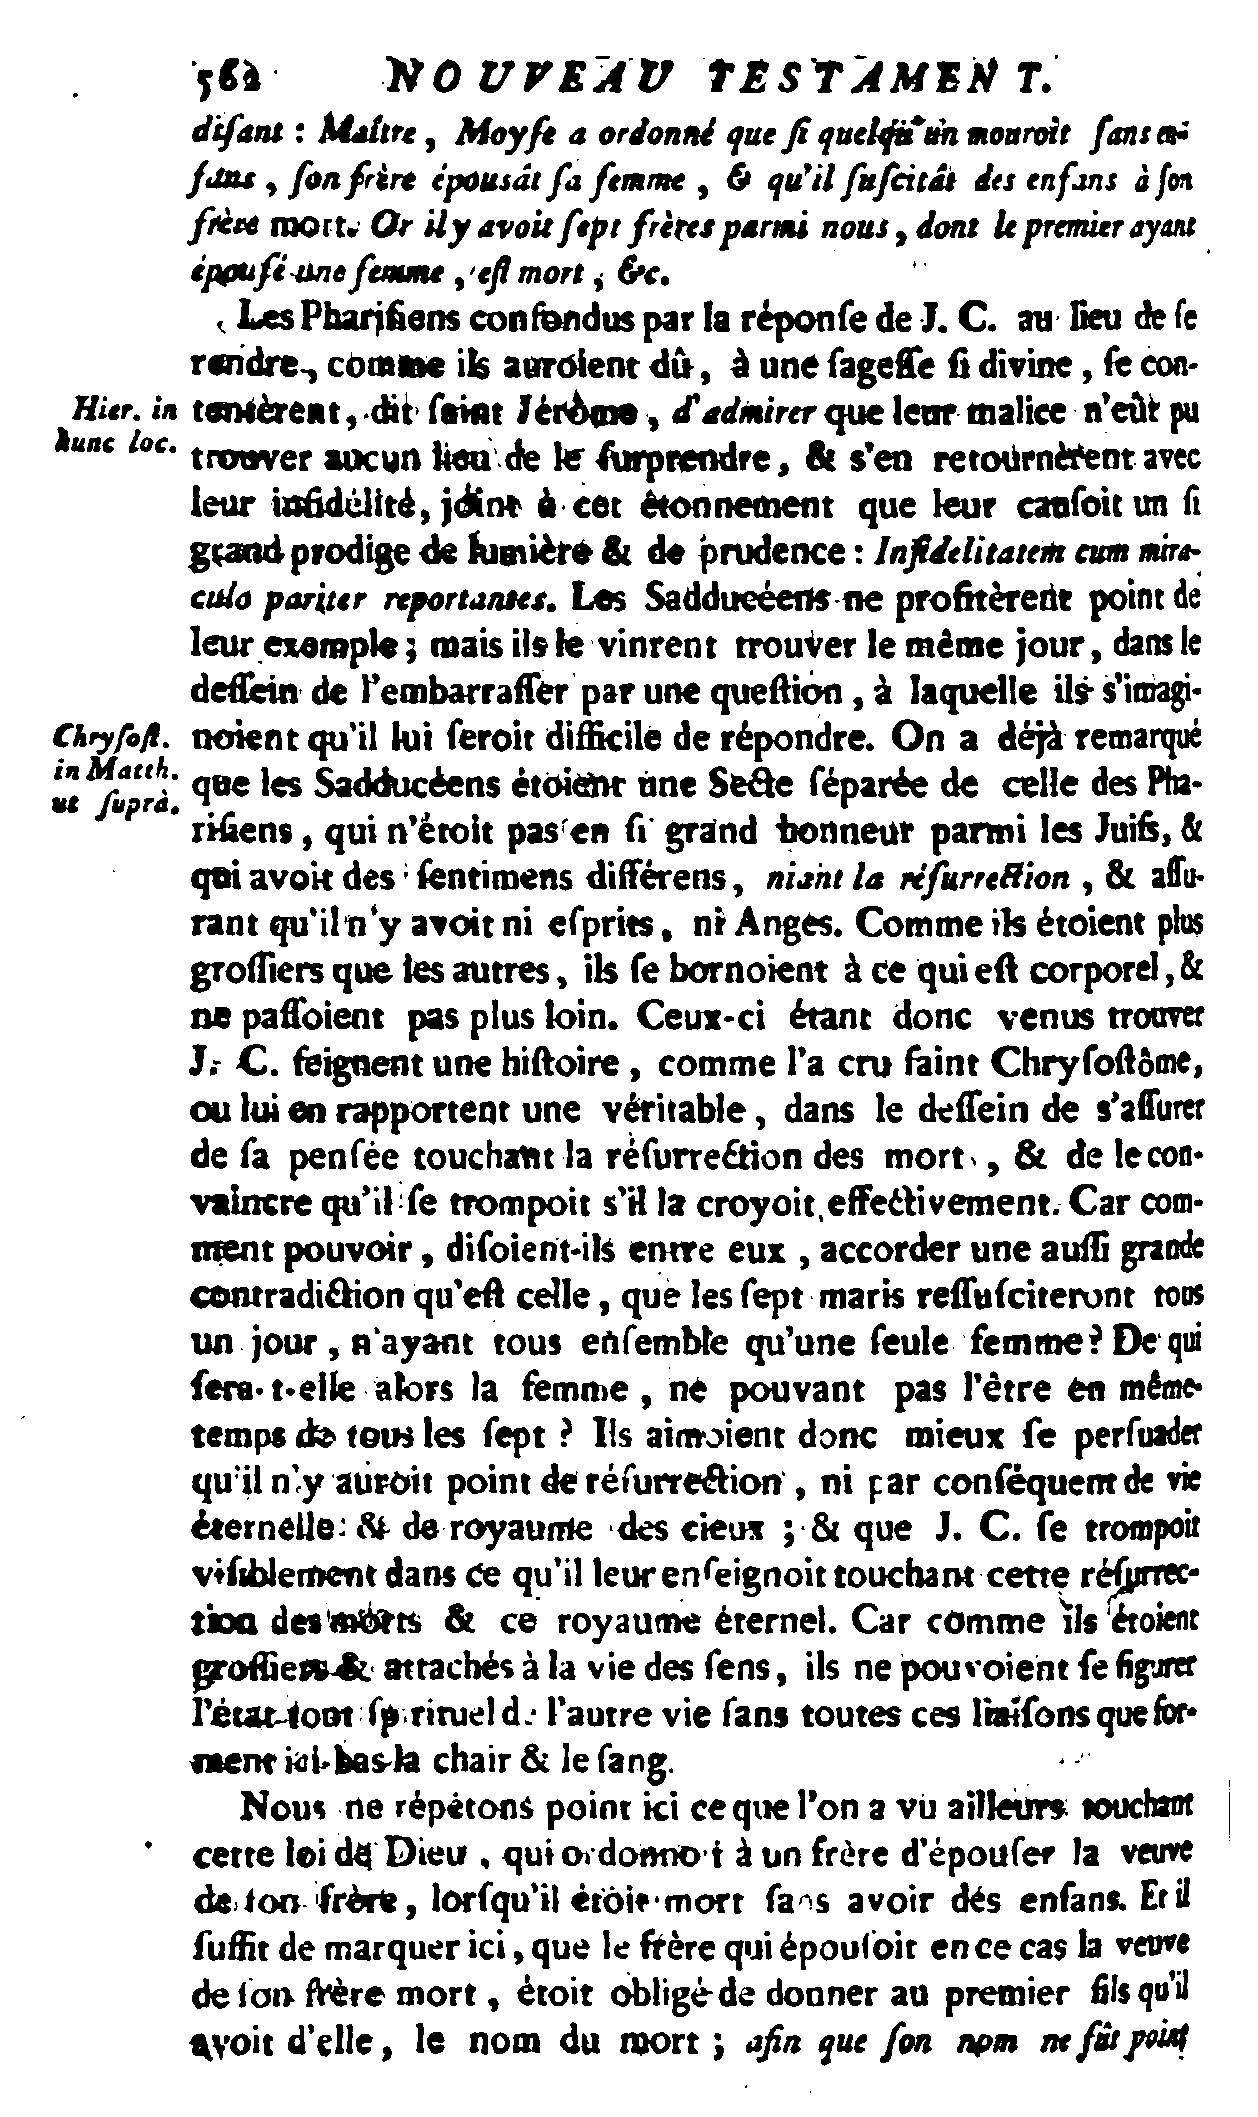 562 NOUVEAU TESTAMENT.
diſant : Maître, Moyſe a ordonné que ſi quelqu'un mouroit ſans en-
fans, ſon frère épousât ſa femme, & qu'il ſuſcitât des enfans à ſon
frère mort. Or il y avoit ſept frères parmi nous, dont le premier ayant
épouſé une femme, eſt mort, &c.
Les Phariſiens confondus par la réponſe de J. C. au lieu de ſe
rendre, comme ils auroient dû, à une ſageſſe ſi divine, ſe con-
Hier. in
hunc loc.
tentèrent, dit ſaint Jérôme, d'admirer que leur malice n'eût pu
trouver aucun lieu de le ſurprendre, & s'en retournèrent avec
leur infidélité, joint à cet étonnement que leur cauſoit un ſi
grand prodige de lumière & de prudence : Infidelitatem cum mira-
culo pariter reportantes. Les Sadducéens ne profitèrent point de
leur exemple ; mais ils le vinrent trouver le même jour, dans le
deſſein de l'embarraſſer par une queſtion, à laquelle ils s'imagi-
Chryſoſt.
in Matth.
ut ſuprà.
noient qu'il lui ſeroit difficile de répondre. On a déjà remarqué
que les Sadducéens étoient une Secte ſéparée de celle des Pha-
riſiens, qui n'étoit pas en ſi grand honneur parmi les Juifs, &
qui avoit des ſentimens différens, niant la réſurrection, & aſſu-
rant qu'il n'y avoit ni eſprits, ni Anges. Comme ils étoient plus
groſſiers que les autres, ils ſe bornoient à ce qui eſt corporel, &
ne paſſoient pas plus loin. Ceux-ci étant donc venus trouver
J. C. feignent une hiſtoire, comme l'a cru ſaint Chryſoſtôme,
ou lui en rapportent une véritable, dans le deſſein de s'aſſurer
de ſa penſée touchant la réſurrection des mort, & de le con-
vaincre qu'il ſe trompoit s'il la croyoit effectivement. Car com-
ment pouvoir, diſoient-ils entre eux, accorder une auſſi grande
contradiction qu'eſt celle, que les ſept maris reſſuſciteront tous
un jour, n'ayant tous enſemble qu'une ſeule femme ? De qui
ſera-t-elle alors la femme, ne pouvant pas l'être en même-
temps de tous les ſept ? Ils aimoient donc mieux ſe perſuader
qu'il n'y auroit point de réſurrection, ni par conſéquent de vie
éternelle & de royaume des cieux ; & que J. C. ſe trompoit
viſiblement dans ce qu'il leur enſeignoit touchant cette réſurrec-
tion des morts & ce royaume éternel. Car comme ils étoient
groſſiers & attachés à la vie des ſens, ils ne pouvoient ſe figurer
l'état tout ſpirituel de l'autre vie ſans toutes ces liaiſons que for-
ment ici-bas la chair & le ſang.
Nous ne répétons point ici ce que l'on a vu ailleurs touchant
cette loi de Dieu, qui ordonnoit à un frère d'épouſer la veuve
de ſon frère, lorſqu'il étoit mort ſans avoir des enfans. Et il
ſuffit de marquer ici, que le frère qui épouſoit en ce cas la veuve
de ſon frère mort, étoit obligé de donner au premier fils qu'il
avoit d'elle, le nom du mort ; afin que ſon nom ne fût point